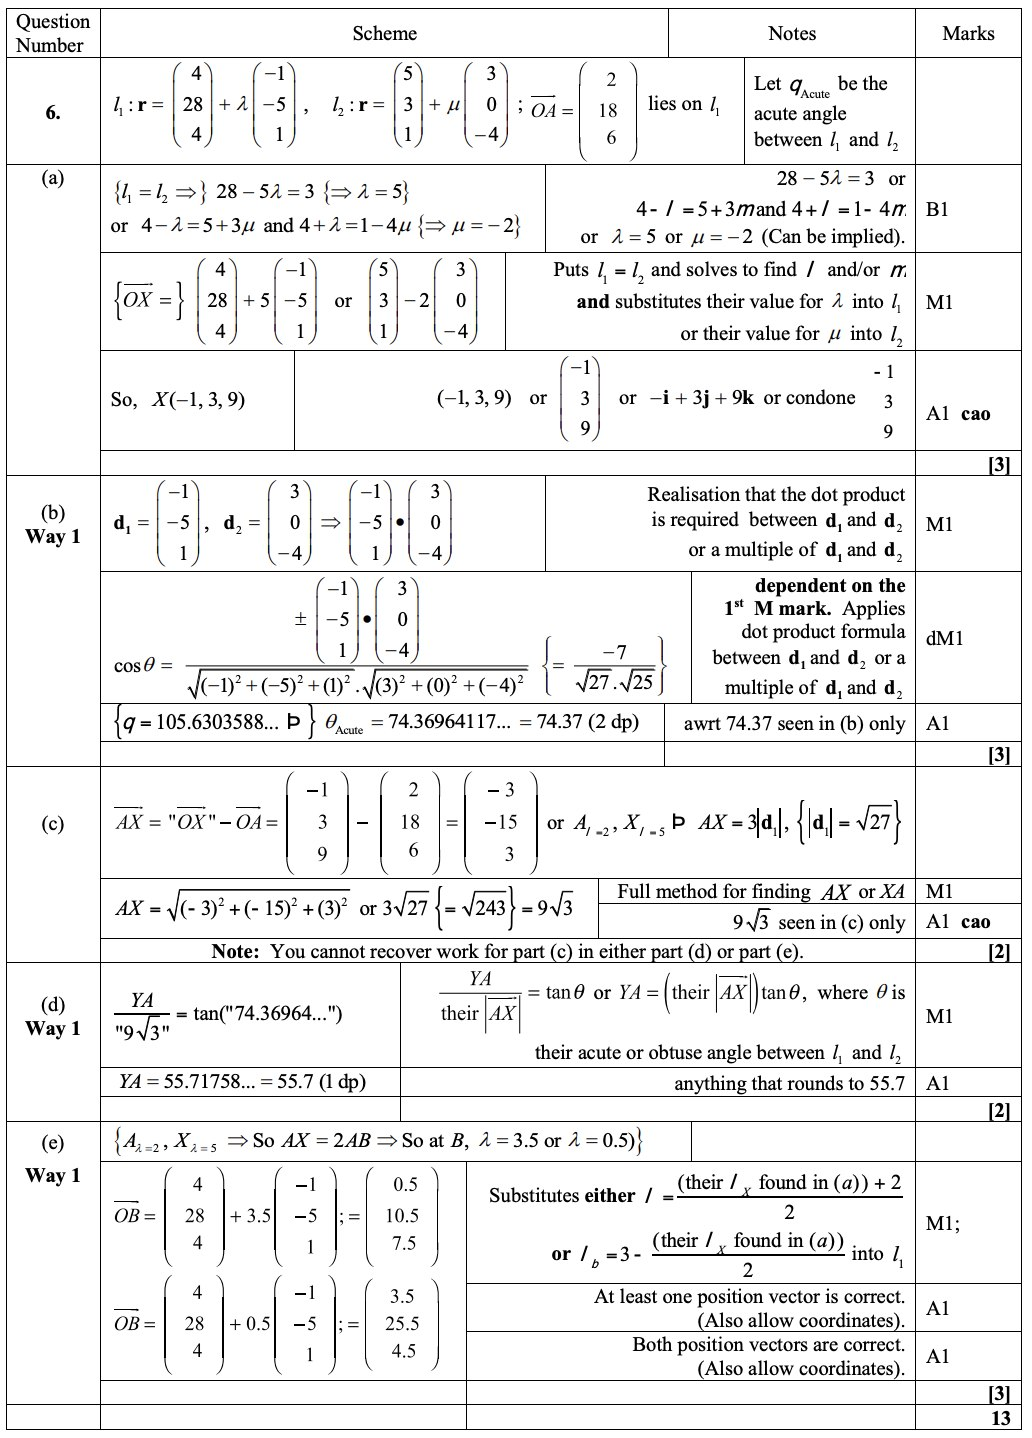 Question Number | Scheme | Notes | Marks
6. | l₁ : r = (4, 28, 4) + λ(−1, −5, 1), l₂ : r = (5, 3, 1) + μ(3, 0, −4); OA→ = (2, 18, 6) lies on l₁ | Let q_Acute be the acute angle between l₁ and l₂
(a) | {l₁ = l₂ ⇒} 28 − 5λ = 3 {⇒ λ = 5}
or 4 − λ = 5 + 3μ and 4 + λ = 1 − 4μ {⇒ μ = −2} | 28 − 5λ = 3 or
4 - l = 5 + 3m and 4 + l = 1 - 4m
or λ = 5 or μ = −2 (Can be implied). | B1
{OX→ =} (4, 28, 4) + 5(−1, −5, 1) or (5, 3, 1) − 2(3, 0, −4) | Puts l₁ = l₂ and solves to find l and/or m
and substitutes their value for λ into l₁
or their value for μ into l₂ | M1
So, X(−1, 3, 9) | (−1, 3, 9) or (−1, 3, 9) or −i + 3j + 9k or condone - 1 3 9 | A1 cao
[3]
(b) Way 1 | d₁ = (−1, −5, 1), d₂ = (3, 0, −4) ⇒ (−1, −5, 1) • (3, 0, −4) | Realisation that the dot product
is required between d₁ and d₂
or a multiple of d₁ and d₂ | M1
cosθ = ±(−1, −5, 1) • (3, 0, −4) / √((−1)² + (−5)² + (1)²) . √((3)² + (0)² + (−4)²) {= −7 / √27.√25} | dependent on the
1st M mark. Applies
dot product formula
between d₁ and d₂ or a
multiple of d₁ and d₂ | dM1
{q = 105.6303588... Þ} θ_Acute = 74.36964117... = 74.37 (2 dp) | awrt 74.37 seen in (b) only | A1
[3]
(c) | AX→ = "OX→" − OA→ = (−1, 3, 9) − (2, 18, 6) = (- 3, −15, 3) or A_{l =2}, X_{l =5} Þ AX = 3|d₁|, {|d₁| = √27}
AX = √((- 3)² + (- 15)² + (3)²) or 3√27 {= √243} = 9√3 | Full method for finding AX or XA | M1
9√3 seen in (c) only | A1 cao
Note: You cannot recover work for part (c) in either part (d) or part (e). | [2]
(d) Way 1 | YA / "9√3" = tan("74.36964...") | YA / their |AX→| = tanθ or YA = (their |AX→|) tanθ, where θ is
their acute or obtuse angle between l₁ and l₂ | M1
YA = 55.71758... = 55.7 (1 dp) | anything that rounds to 55.7 | A1
[2]
(e) Way 1 | {A_{λ=2}, X_{λ=5} ⇒ So AX = 2AB ⇒ So at B, λ = 3.5 or λ = 0.5)}
OB→ = (4, 28, 4) + 3.5(−1, −5, 1); = (0.5, 10.5, 7.5) | Substitutes either l = ((their l_X found in (a)) + 2) / 2
or l_b = 3 - (their l_X found in (a)) / 2 into l₁ | M1;
OB→ = (4, 28, 4) + 0.5(−1, −5, 1); = (3.5, 25.5, 4.5) | At least one position vector is correct.
(Also allow coordinates). | A1
Both position vectors are correct.
(Also allow coordinates). | A1
[3]
13